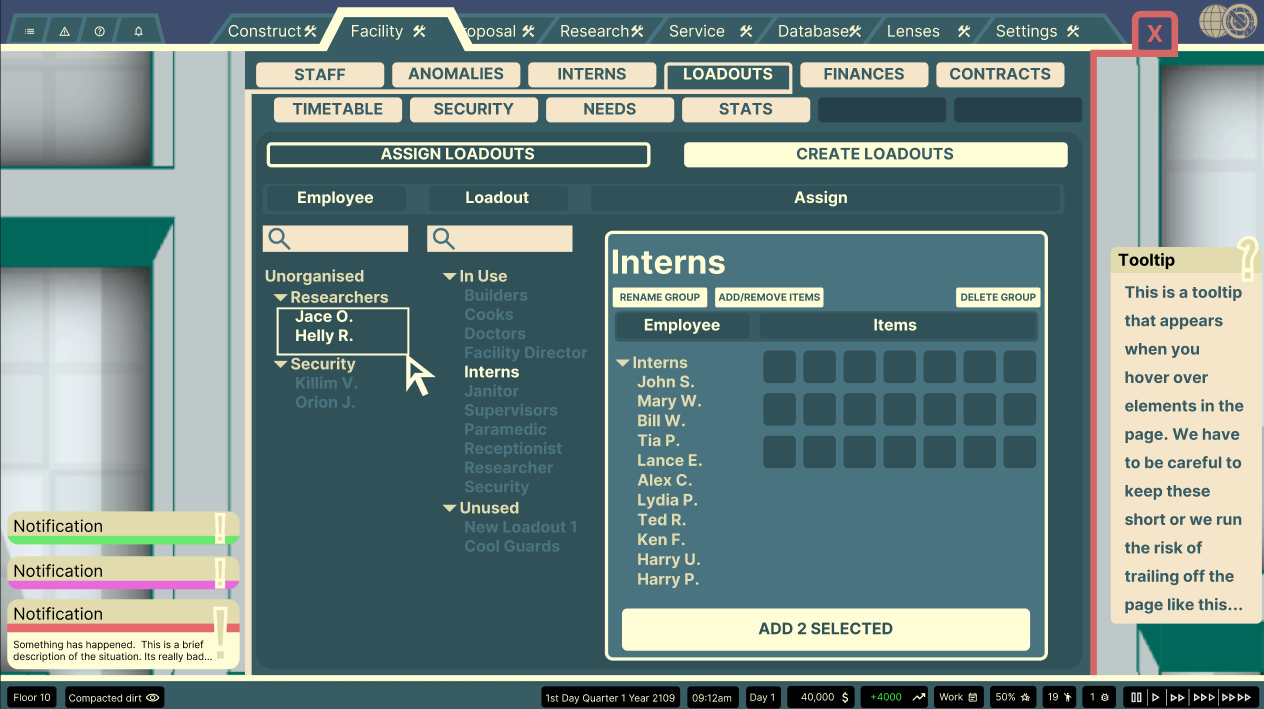 Construct
Facility
oposal
Research
Service
Database
Lenses
Settings
X
STAFF
ANOMALIES
INTERNS
LOADOUTS
FINANCES
CONTRACTS
TIMETABLE
SECURITY
NEEDS
STATS
ASSIGN LOADOUTS
CREATE LOADOUTS
Employee
Loadout
Assign
Unorganised
Researchers
Jace O.
Helly R.
Security
Killim V.
Orion J.
In Use
Builders
Cooks
Doctors
Facility Director
Interns
Janitor
Supervisors
Paramedic
Receptionist
Researcher
Security
Unused
New Loadout 1
Cool Guards
Interns
RENAME GROUP
ADD/REMOVE ITEMS
DELETE GROUP
Employee
Items
Interns
John S.
Mary W.
Bill W.
Tia P.
Lance E.
Alex C.
Lydia P.
Ted R.
Ken F.
Harry U.
Harry P.
ADD 2 SELECTED
Tooltip
This is a tooltip
that appears
when you
hover over
elements in the
page. We have
to be careful to
keep these
short or we run
the risk of
trailing off the
page like this...
Notification
Notification
Notification
Something has happened. This is a brief
description of the situation. Its really bad...
Floor 10
Compacted dirt
1st Day Quarter 1 Year 2109
09:12am
Day 1
40,000 $
+4000
Work
50%
19
1